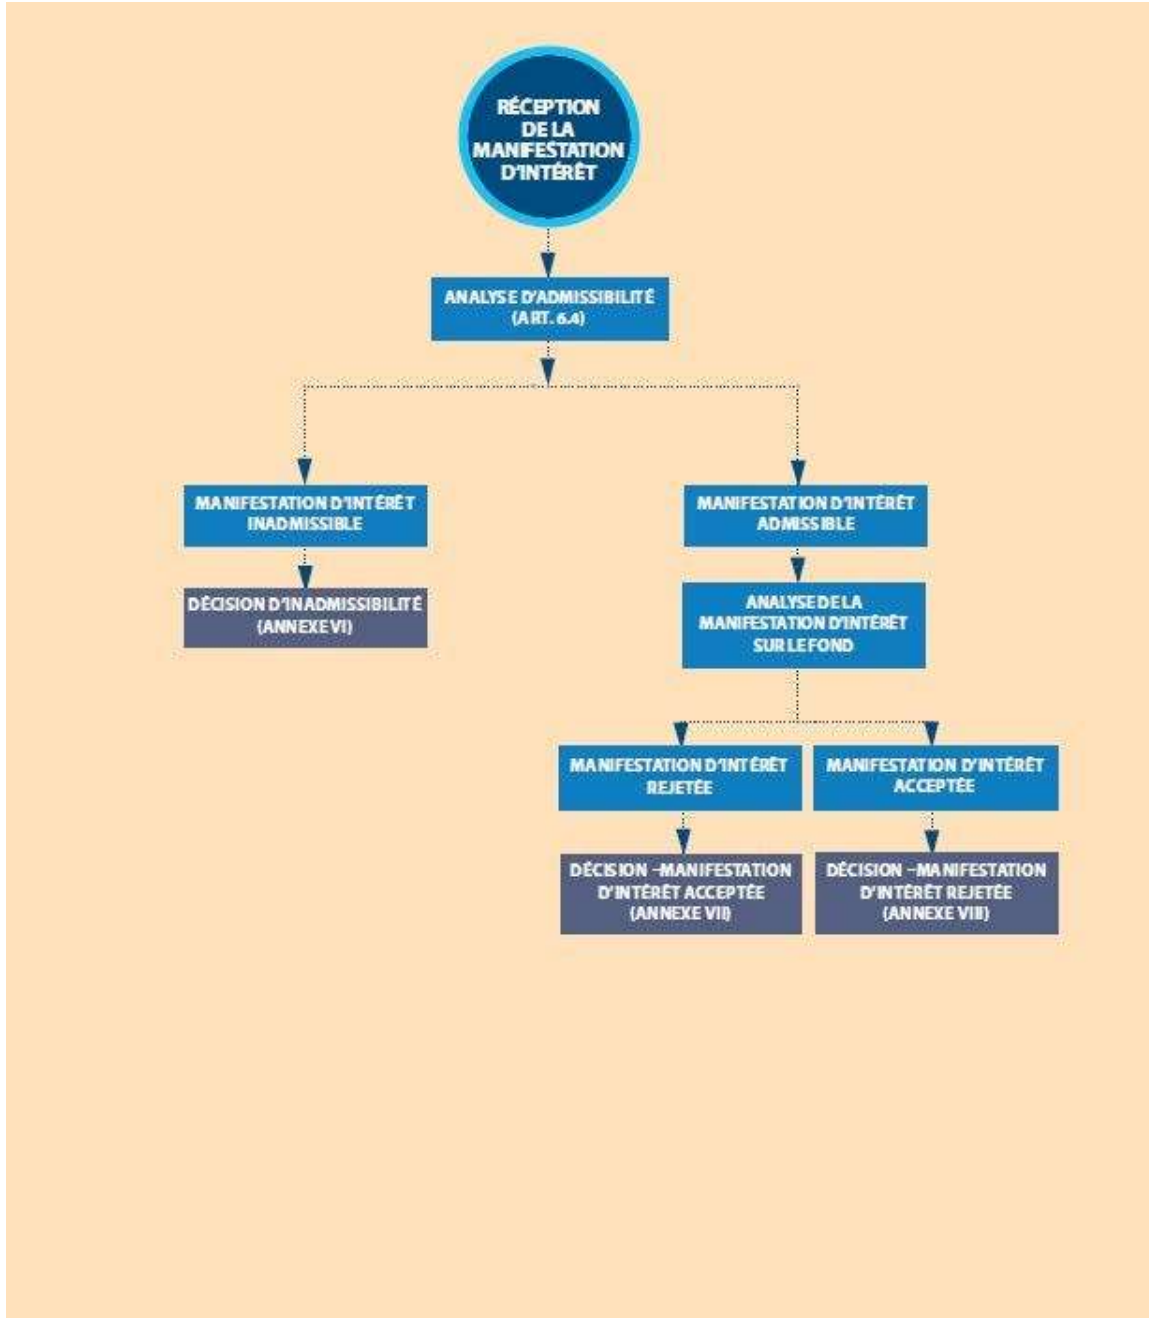 RÉCEPTION
DE LA
MANIFESTATION
D'INTÉRÊT
ANALYSE D'ADMISSIBILITÉ
(ART. 6.4)
MANIFESTATION D'INTÉRÊT
INADMISSIBLE
MANIFESTATION D'INTÉRÊT
ADMISSIBLE
DÉCISION D'INADMISSIBILITÉ
(ANNEXE VI)
ANALYSE DE LA
MANIFESTATION D'INTÉRÊT
SUR LE FOND
MANIFESTATION D'INTÉRÊT
REJETÉE
MANIFESTATION D'INTÉRÊT
ACCEPTÉE
DÉCISION –MANIFESTATION
D'INTÉRÊT ACCEPTÉE
(ANNEXE VII)
DÉCISION –MANIFESTATION
D'INTÉRÊT REJETÉE
(ANNEXE VIII)